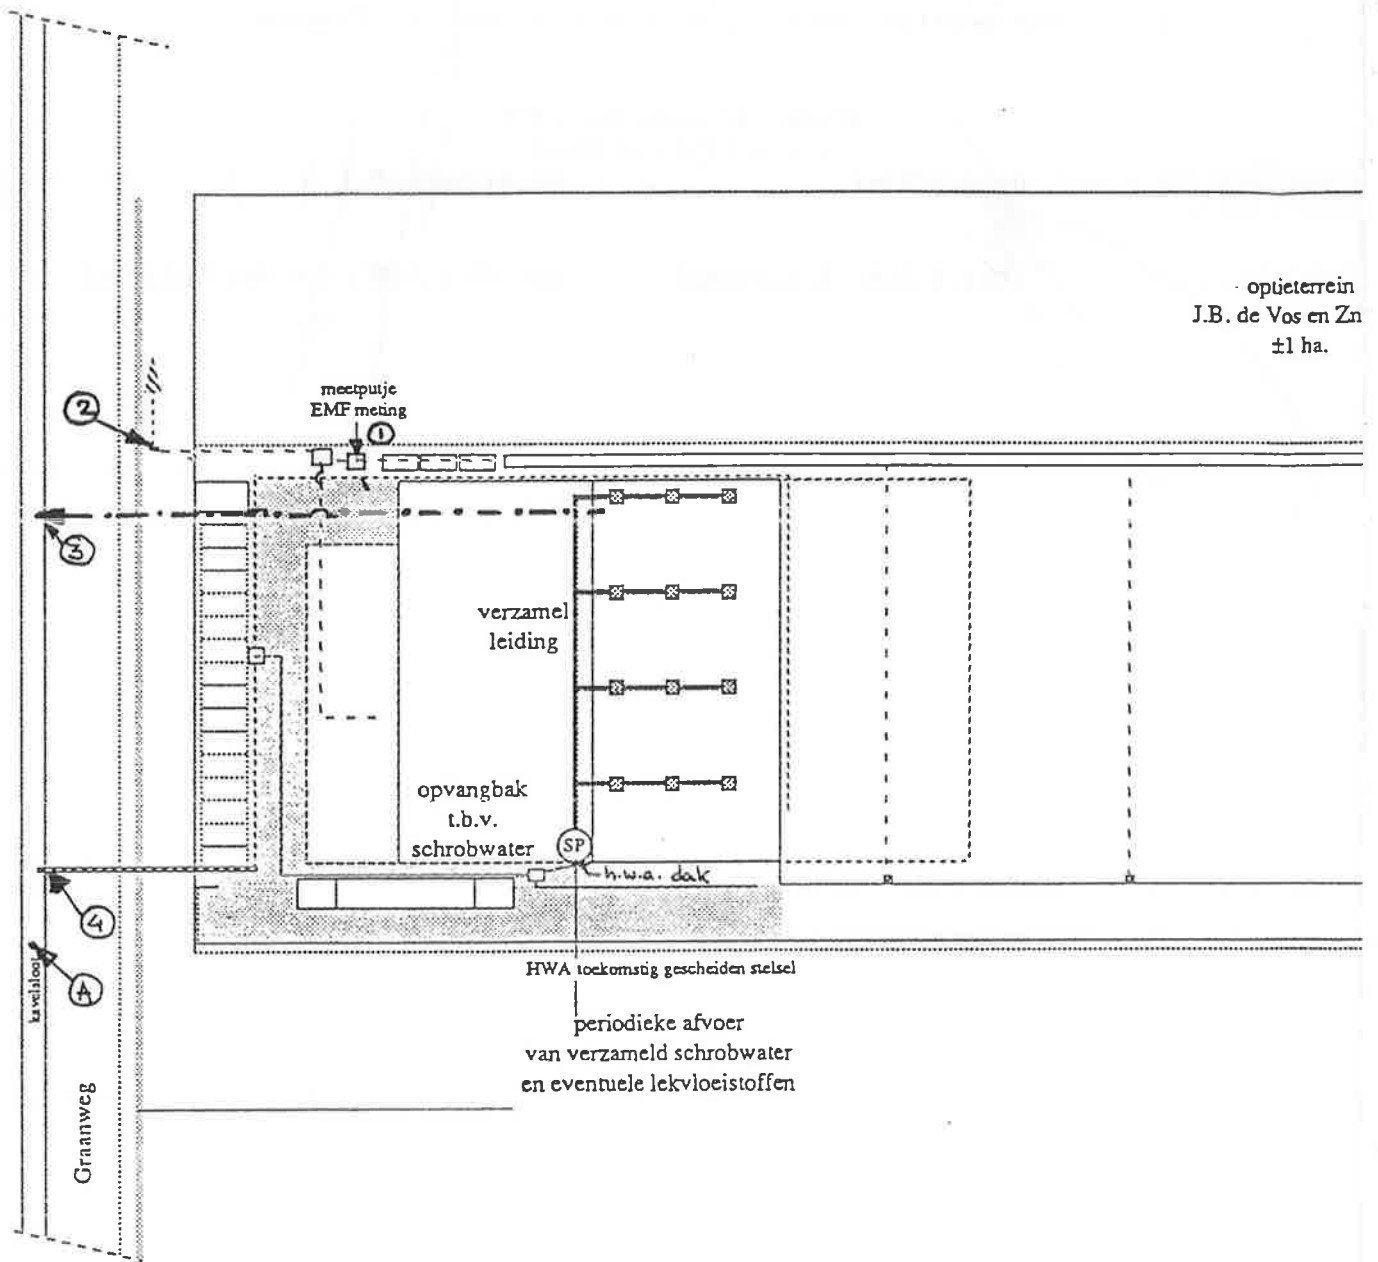 optieterrein
J.B. de Vos en Zn
±1 ha.
meetputje
EMF meting
1
2
3
verzamel
leiding
opvangbak
t.b.v.
schrobwater
SP
h.w.a. dak
4
A
kavelsloot
HWA toekomstig gescheiden stelsel
periodieke afvoer
van verzameld schrobwater
en eventuele lekvloeistoffen
Graanweg